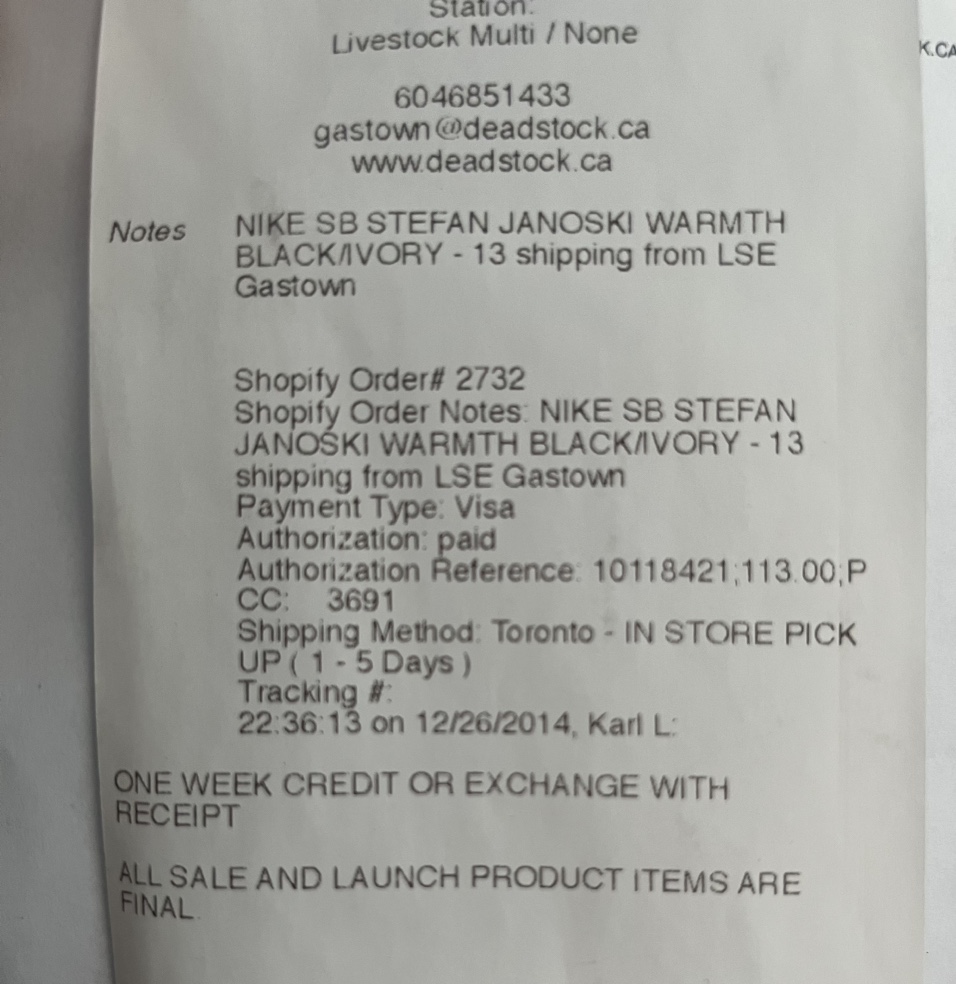 Station:
Livestock Multi / None
K.CA
6046851433
gastown@deadstock.ca
www.deadstock.ca
Notes NIKE SB STEFAN JANOSKI WARMTH
BLACK/IVORY - 13 shipping from LSE
Gastown
Shopify Order# 2732
Shopify Order Notes: NIKE SB STEFAN
JANOSKI WARMTH BLACK/IVORY - 13
shipping from LSE Gastown
Payment Type: Visa
Authorization: paid
Authorization Reference: 10118421;113.00;P
CC: 3691
Shipping Method: Toronto - IN STORE PICK
UP ( 1 - 5 Days )
Tracking #:
22:36:13 on 12/26/2014, Karl L:
ONE WEEK CREDIT OR EXCHANGE WITH
RECEIPT
ALL SALE AND LAUNCH PRODUCT ITEMS ARE
FINAL.